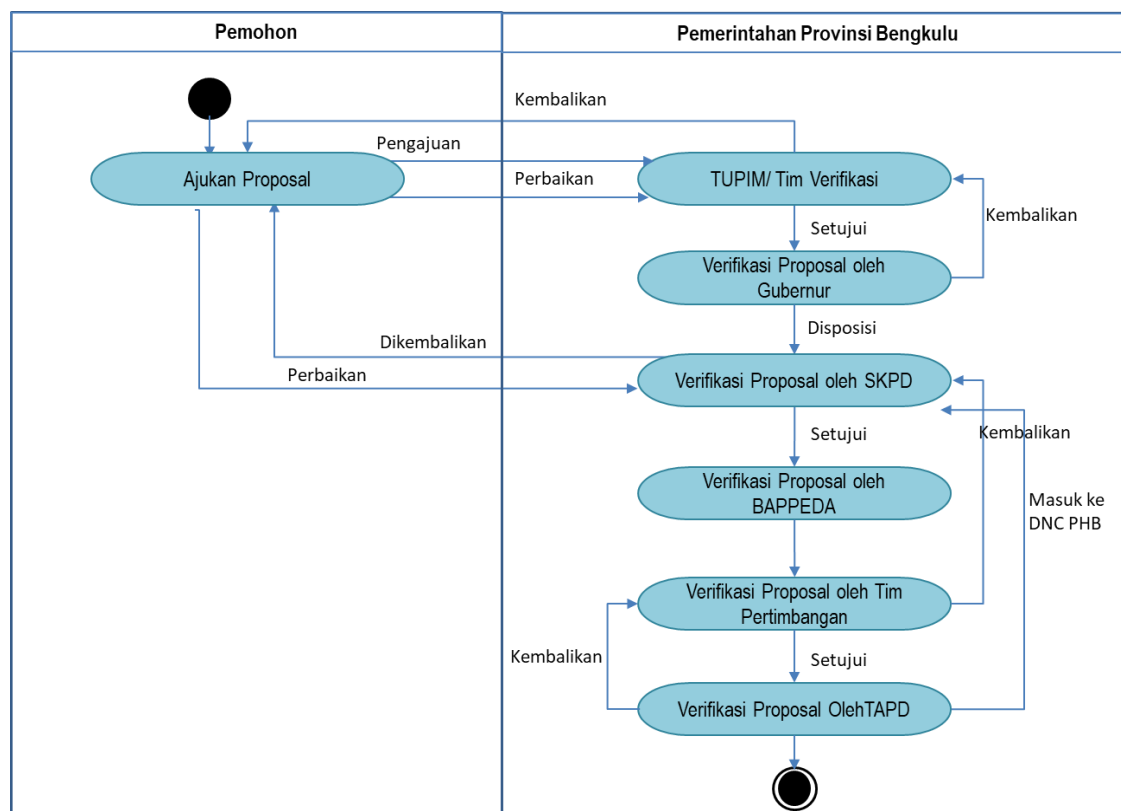 Pemohon
Pemerintahan Provinsi Bengkulu
Kembalikan
Pengajuan
Ajukan Proposal
Perbaikan
TUPIM/ Tim Verifikasi
Kembalikan
Setujui
Verifikasi Proposal oleh
Gubernur
Disposisi
Dikembalikan
Perbaikan
Verifikasi Proposal oleh SKPD
Setujui
Kembalikan
Verifikasi Proposal oleh
BAPPEDA
Masuk ke
DNC PHB
Verifikasi Proposal oleh Tim
Pertimbangan
Kembalikan
Setujui
Verifikasi Proposal OlehTAPD